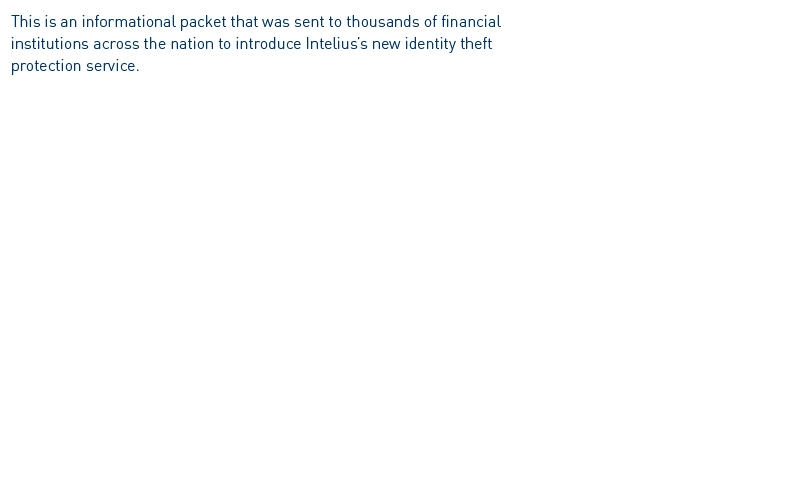 This is an informational packet that was sent to thousands of financial
institutions across the nation to introduce Intelius's new identity theft
protection service.